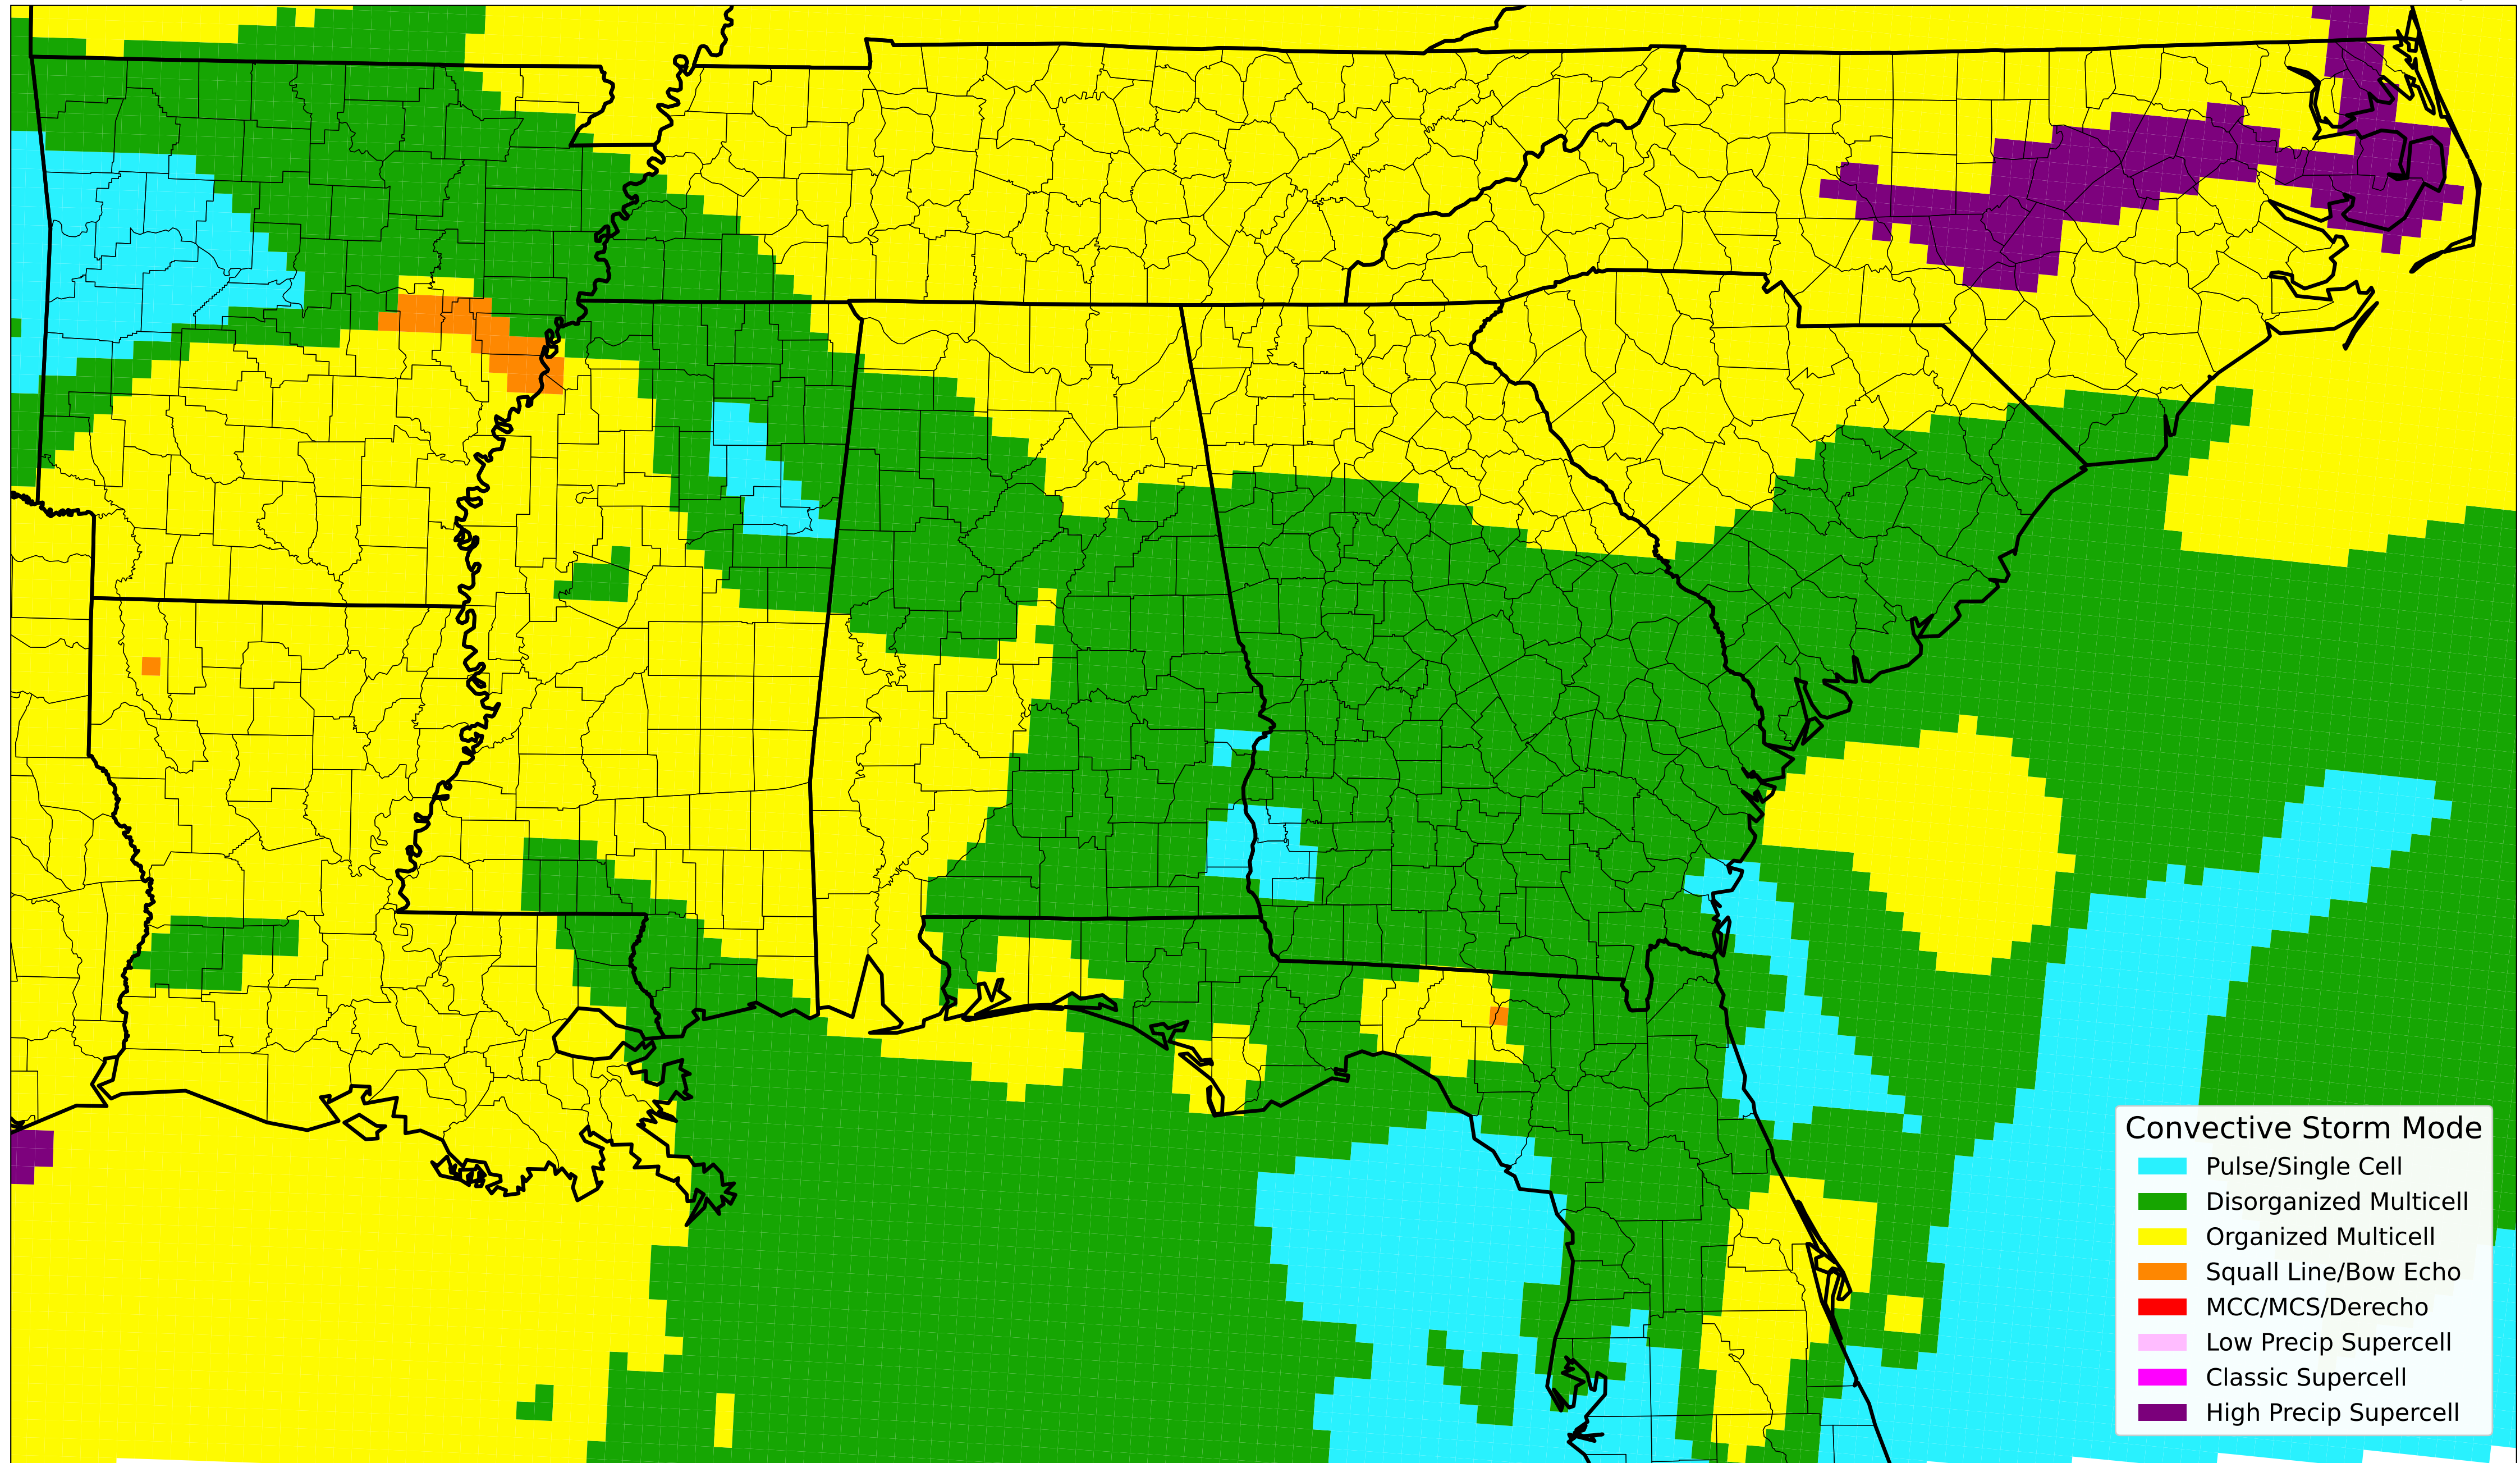 Convective Storm Mode
Pulse/Single Cell
Disorganized Multicell
Organized Multicell
Squall Line/Bow Echo
MCC/MCS/Derecho
Low Precip Supercell
Classic Supercell
High Precip Supercell